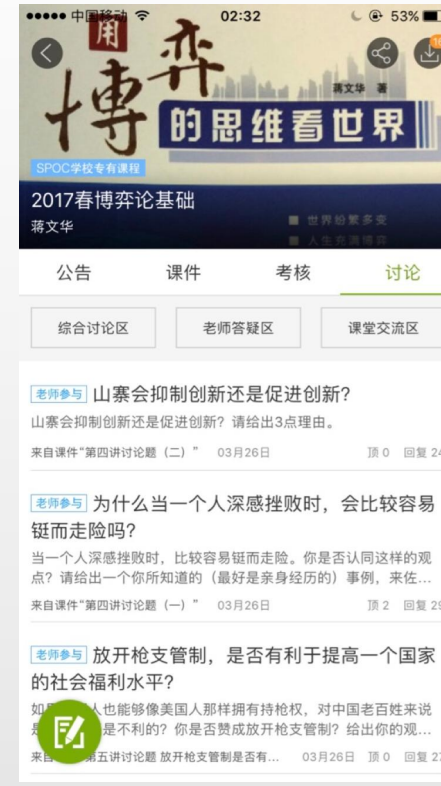 中国移动 02:32 53%
用
博弈
蒋文华 著
的思维看世界
SPOC学校专有课程
2017春博弈论基础
世界纷繁多变
蒋文华
人生充满博弈
公告 课件 考核 讨论
综合讨论区 老师答疑区 课堂交流区
老师参与 山寨会抑制创新还是促进创新?
山寨会抑制创新还是促进创新? 请给出3点理由。
来自课件“第四讲讨论题（二）” 03月26日 顶 0 回复 24
老师参与 为什么当一个人深感挫败时，会比较容易
铤而走险吗?
当一个人深感挫败时，比较容易铤而走险。你是否认同这样的观
点? 请给出一个你所知道的（最好是亲身经历的）事例，来佐...
来自课件“第四讲讨论题（一）” 03月26日 顶 2 回复 29
老师参与 放开枪支管制，是否有利于提高一个国家
的社会福利水平?
如 人也能够像美国人那样拥有持枪权，对中国老百姓来说
是 是不利的? 你是否赞成放开枪支管制? 给出你的观...
来自 第五讲讨论题 放开枪支管制是否有... 03月26日 顶 0 回复 27